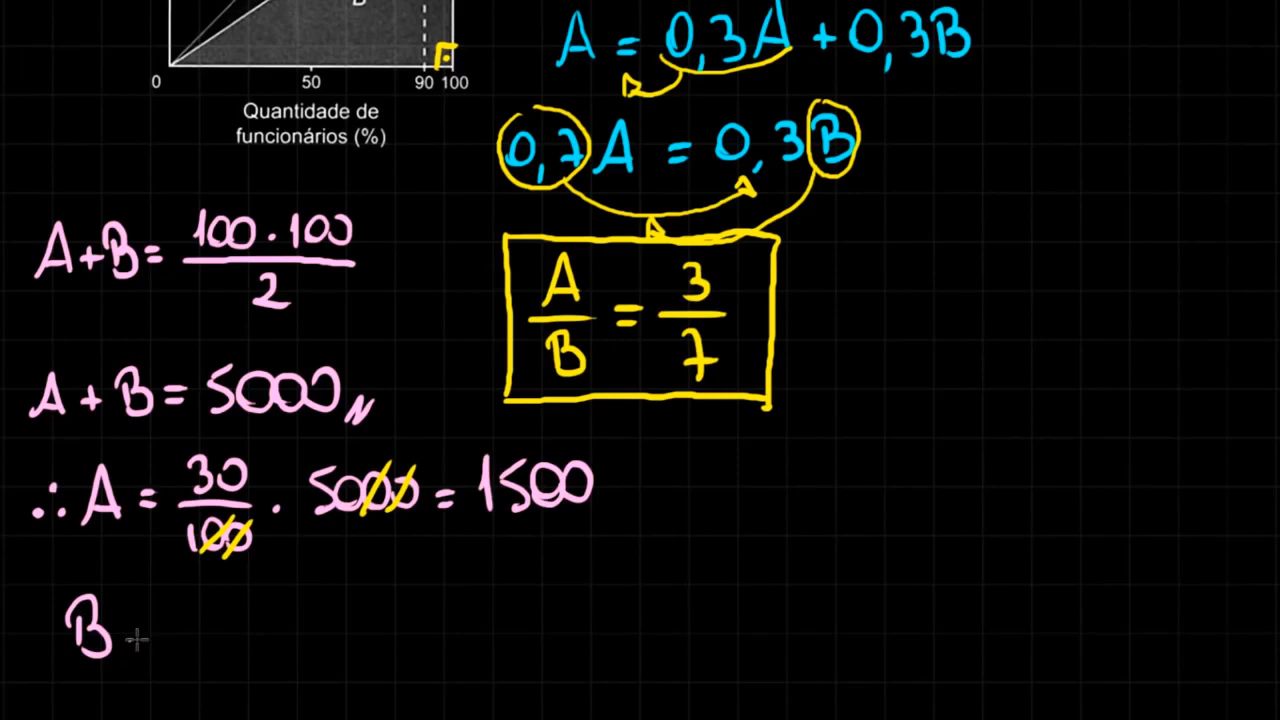 B
0 50 90 100
Quantidade de
funcionários (%)
A = 0,3A + 0,3B
0,7A = 0,3B
A/B = 3/7
A+B = 100 · 100 / 2
A + B = 5000
∴ A = 30/100 · 5000 = 1500
B